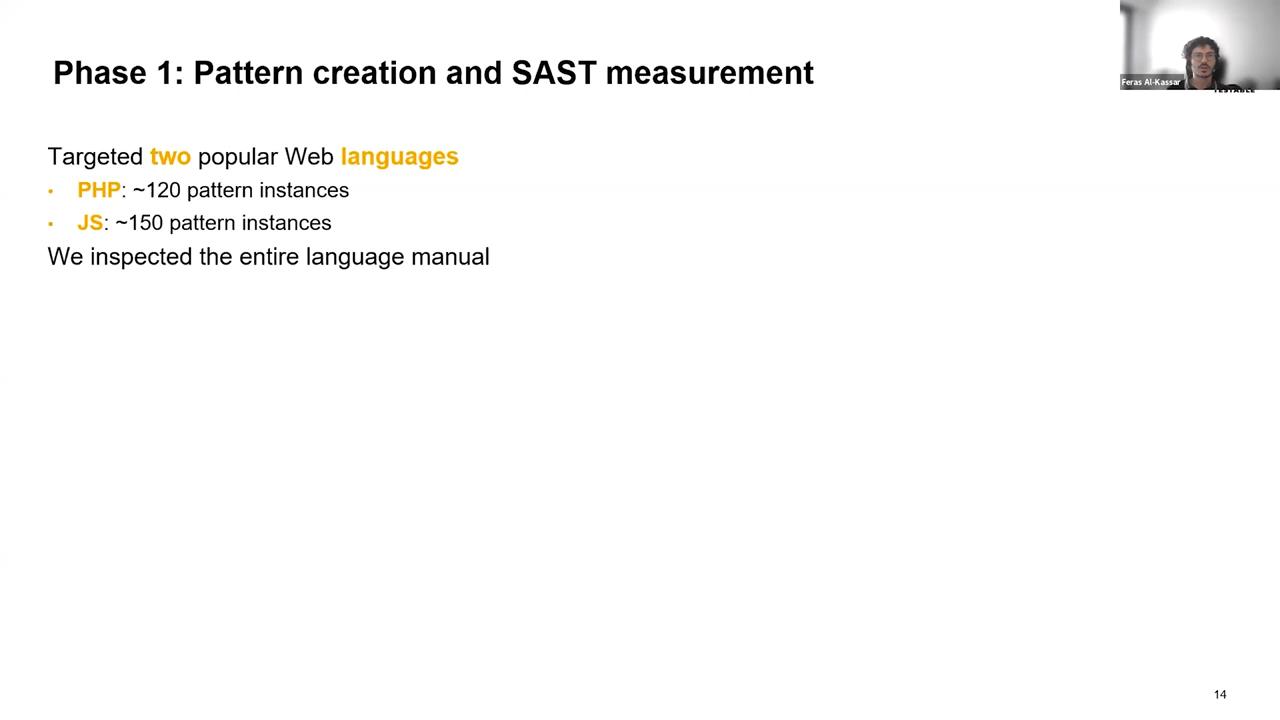 Phase 1: Pattern creation and SAST measurement
Feras Al-Kassar
TESTABLE
Targeted two popular Web languages
• PHP: ~120 pattern instances
• JS: ~150 pattern instances
We inspected the entire language manual
14